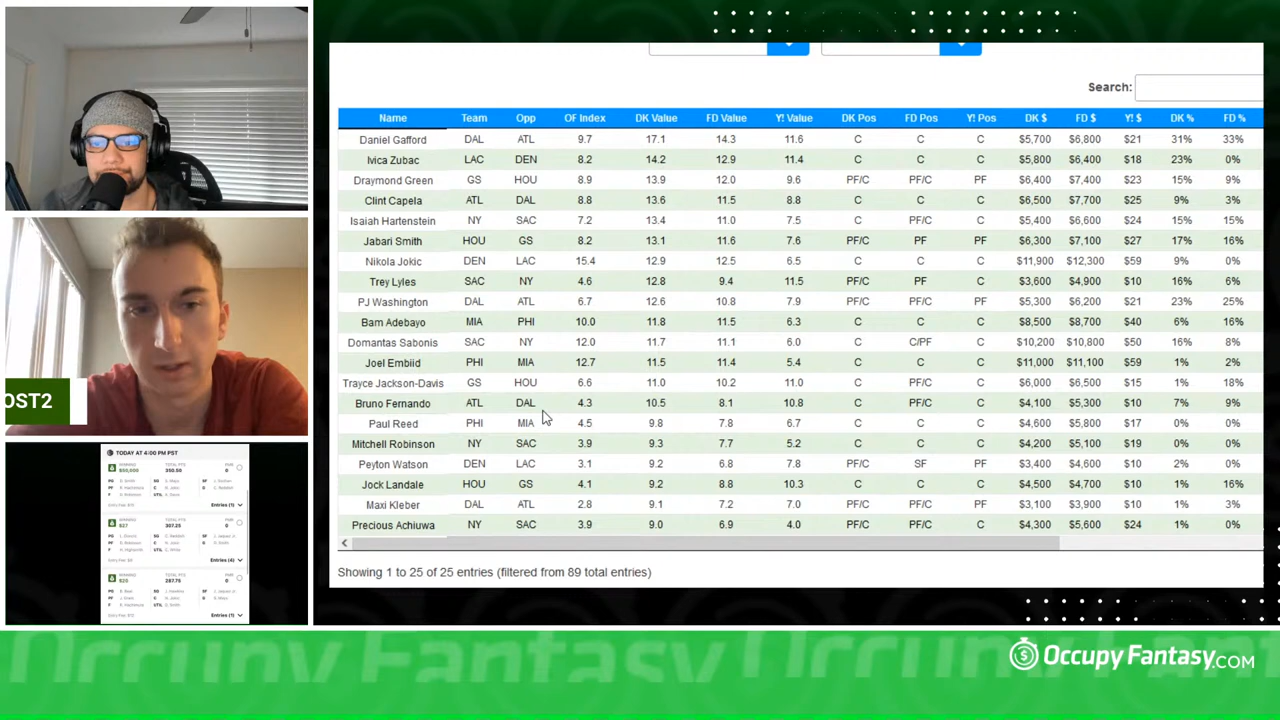 Search:
Name Team Opp OF Index DK Value FD Value Y! Value DK Pos FD Pos Y! Pos DK $ FD $ Y! $ DK % FD %
Daniel Gafford DAL ATL 9.7 17.1 14.3 11.6 C C C $5,700 $6,800 $21 31% 33%
Ivica Zubac LAC DEN 8.2 14.2 12.9 11.4 C C C $5,800 $6,400 $18 23% 0%
Draymond Green GS HOU 8.9 13.9 12.0 9.6 PF/C PF/C PF $6,400 $7,400 $23 15% 9%
Clint Capela ATL DAL 8.8 13.6 11.5 8.8 C C C $6,500 $7,700 $25 9% 3%
Isaiah Hartenstein NY SAC 7.2 13.4 11.0 7.5 C PF/C C $5,400 $6,600 $24 15% 15%
Jabari Smith HOU GS 8.2 13.1 11.6 7.6 PF/C PF PF $6,300 $7,100 $27 17% 16%
Nikola Jokic DEN LAC 15.4 12.9 12.5 6.5 C C C $11,900 $12,300 $59 9% 0%
Trey Lyles SAC NY 4.6 12.8 9.4 11.5 PF/C PF C $3,600 $4,900 $10 16% 6%
PJ Washington DAL ATL 6.7 12.6 10.8 7.9 PF/C C PF $5,300 $6,200 $21 23% 25%
Bam Adebayo MIA PHI 10.0 11.8 11.5 6.3 C C C $8,500 $8,700 $40 6% 16%
Domantas Sabonis SAC NY 12.0 11.7 11.1 6.0 C C/PF C $10,200 $10,800 $50 16% 8%
Joel Embiid PHI MIA 12.7 11.5 11.4 5.4 C C C $11,000 $11,100 $59 1% 2%
Trayce Jackson-Davis GS HOU 6.6 11.0 10.2 11.0 C PF/C C $6,000 $6,500 $15 1% 18%
Bruno Fernando ATL DAL 4.3 10.5 8.1 10.8 C PF/C C $4,100 $5,300 $10 7% 9%
Paul Reed PHI MIA 4.5 9.8 7.8 6.7 C C C $4,600 $5,800 $17 0% 0%
Mitchell Robinson NY SAC 3.9 9.3 7.7 5.2 C C C $4,200 $5,100 $19 0% 0%
Peyton Watson DEN LAC 3.1 9.2 6.8 7.8 PF/C SF PF $3,400 $4,600 $10 2% 0%
Jock Landale HOU GS 4.1 9.2 8.8 10.3 C C C $4,500 $4,700 $10 1% 16%
Maxi Kleber DAL ATL 2.8 9.1 7.2 7.0 PF/C C PF $3,100 $3,900 $10 1% 3%
Precious Achiuwa NY SAC 3.9 9.0 6.9 4.0 PF/C PF/C C $4,300 $5,600 $24 1% 0%
Showing 1 to 25 of 25 entries (filtered from 89 total entries)
OST2
TODAY AT 4:00 PM PST
Entries (1)
Entries (4)
Entries (1)
Occupy Fantasy
OccupyFantasy.COM